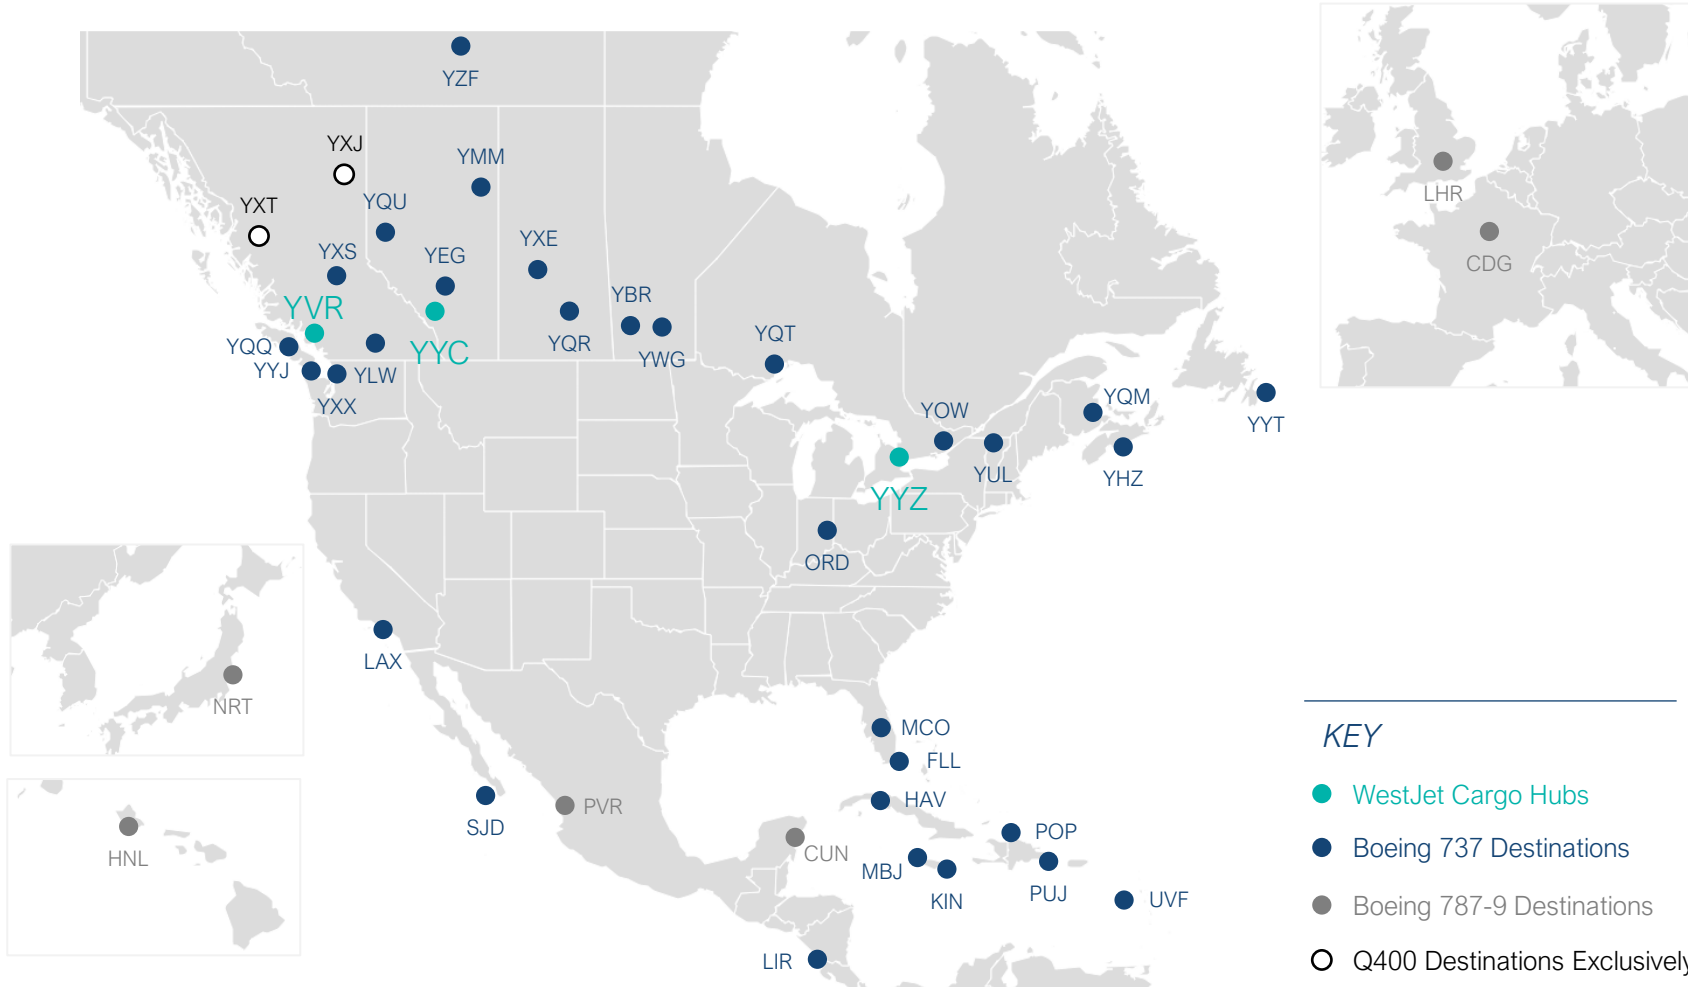 YZF
YXJ
YMM
YXT
YQU
YXE
YXS
YEG
YVR
YBR
YQT
YQQ
YYC
YQR
YWG
YYJ
YLW
YXX
YOW
YQM
YYT
YUL
YHZ
YYZ
ORD
LHR
CDG
LAX
NRT
MCO
FLL
HAV
SJD
PVR
POP
HNL
CUN
MBJ
KIN
PUJ
UVF
LIR
KEY
WestJet Cargo Hubs
Boeing 737 Destinations
Boeing 787-9 Destinations
Q400 Destinations Exclusively